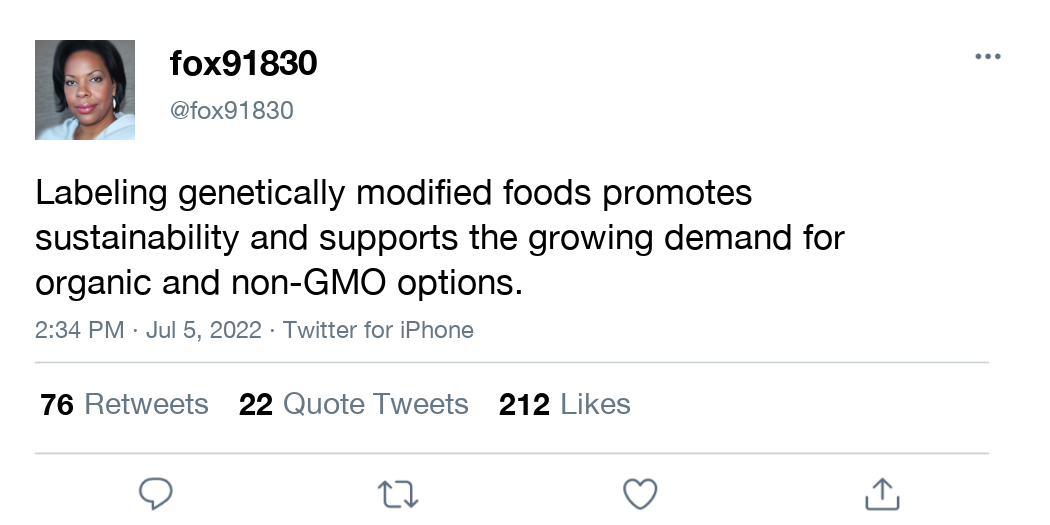 fox91830
@fox91830
Labeling genetically modified foods promotes
sustainability and supports the growing demand for
organic and non-GMO options.
2:34 PM · Jul 5, 2022 · Twitter for iPhone
76 Retweets 22 Quote Tweets 212 Likes